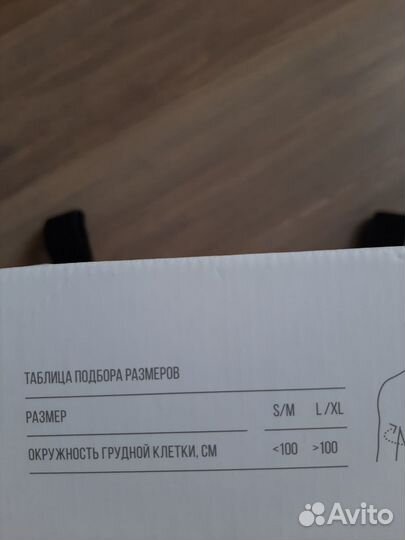 ТАБЛИЦА ПОДБОРА РАЗМЕРОВ
РАЗМЕР S/M L/XL
ОКРУЖНОСТЬ ГРУДНОЙ КЛЕТКИ, СМ <100 >100
Avito